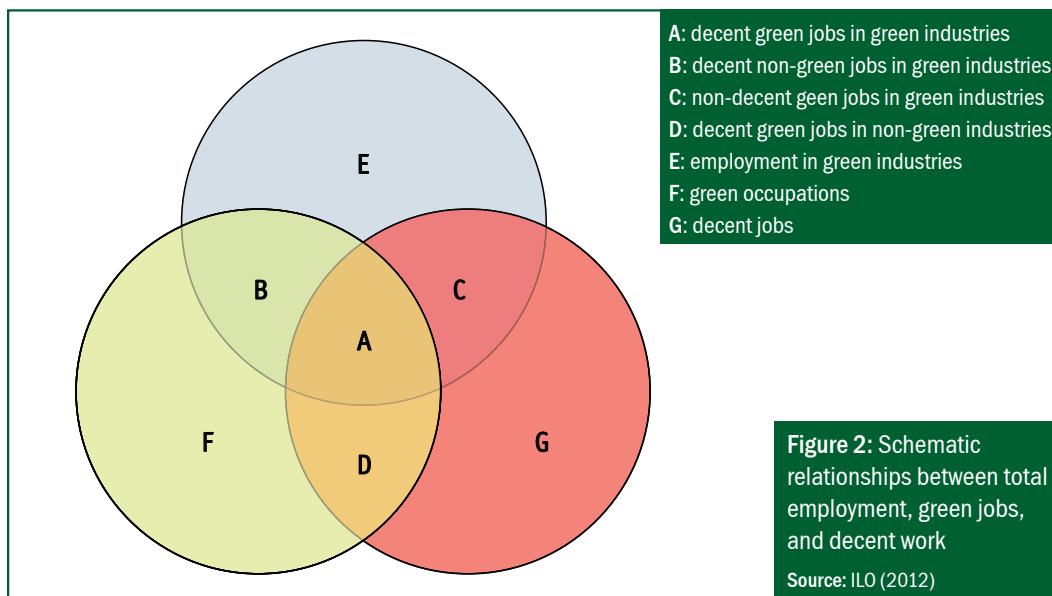 A: decent green jobs in green industries
B: decent non-green jobs in green industries
C: non-decent geen jobs in green industries
D: decent green jobs in non-green industries
E: employment in green industries
F: green occupations
G: decent jobs
E
B
C
A
F
D
G
Figure 2: Schematic
relationships between total
employment, green jobs,
and decent work
Source: ILO (2012)